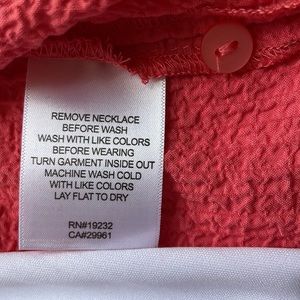 REMOVE NECKLACE
BEFORE WASH
WASH WITH LIKE COLORS
BEFORE WEARING
TURN GARMENT INSIDE OUT
MACHINE WASH COLD
WITH LIKE COLORS
LAY FLAT TO DRY
RN#19232
CA#29961